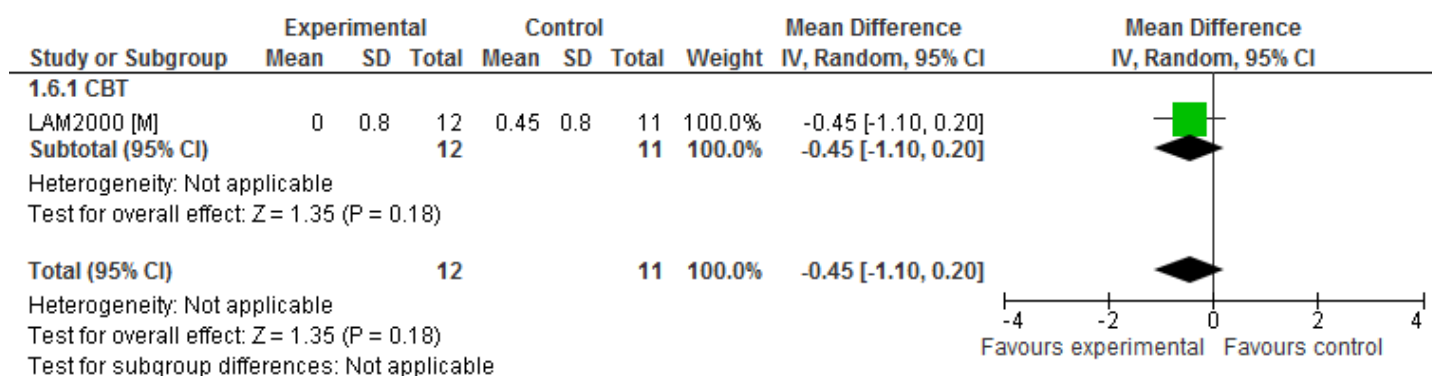 Experimental Control Mean Difference Mean Difference
Study or Subgroup Mean SD Total Mean SD Total Weight IV, Random, 95% CI IV, Random, 95% CI
1.6.1 CBT
LAM2000 [M] 0 0.8 12 0.45 0.8 11 100.0% -0.45 [-1.10, 0.20]
Subtotal (95% CI) 12 11 100.0% -0.45 [-1.10, 0.20]
Heterogeneity: Not applicable
Test for overall effect: Z = 1.35 (P = 0.18)
Total (95% CI) 12 11 100.0% -0.45 [-1.10, 0.20]
Heterogeneity: Not applicable
Test for overall effect: Z = 1.35 (P = 0.18)
Test for subgroup differences: Not applicable
-4 -2 0 2 4
Favours experimental Favours control